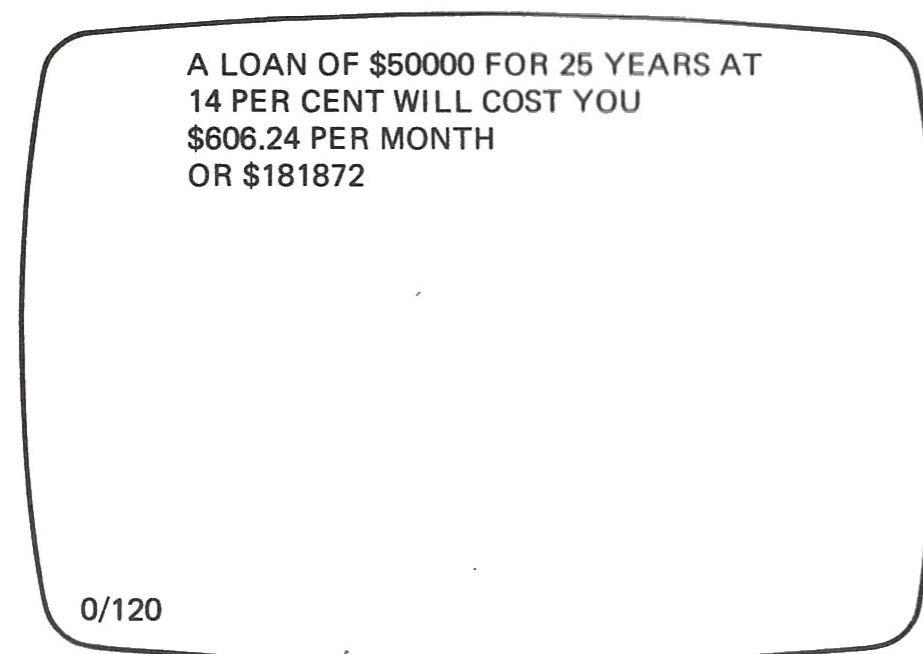 A LOAN OF $50000 FOR 25 YEARS AT
14 PER CENT WILL COST YOU
$606.24 PER MONTH
OR $181872
0/120